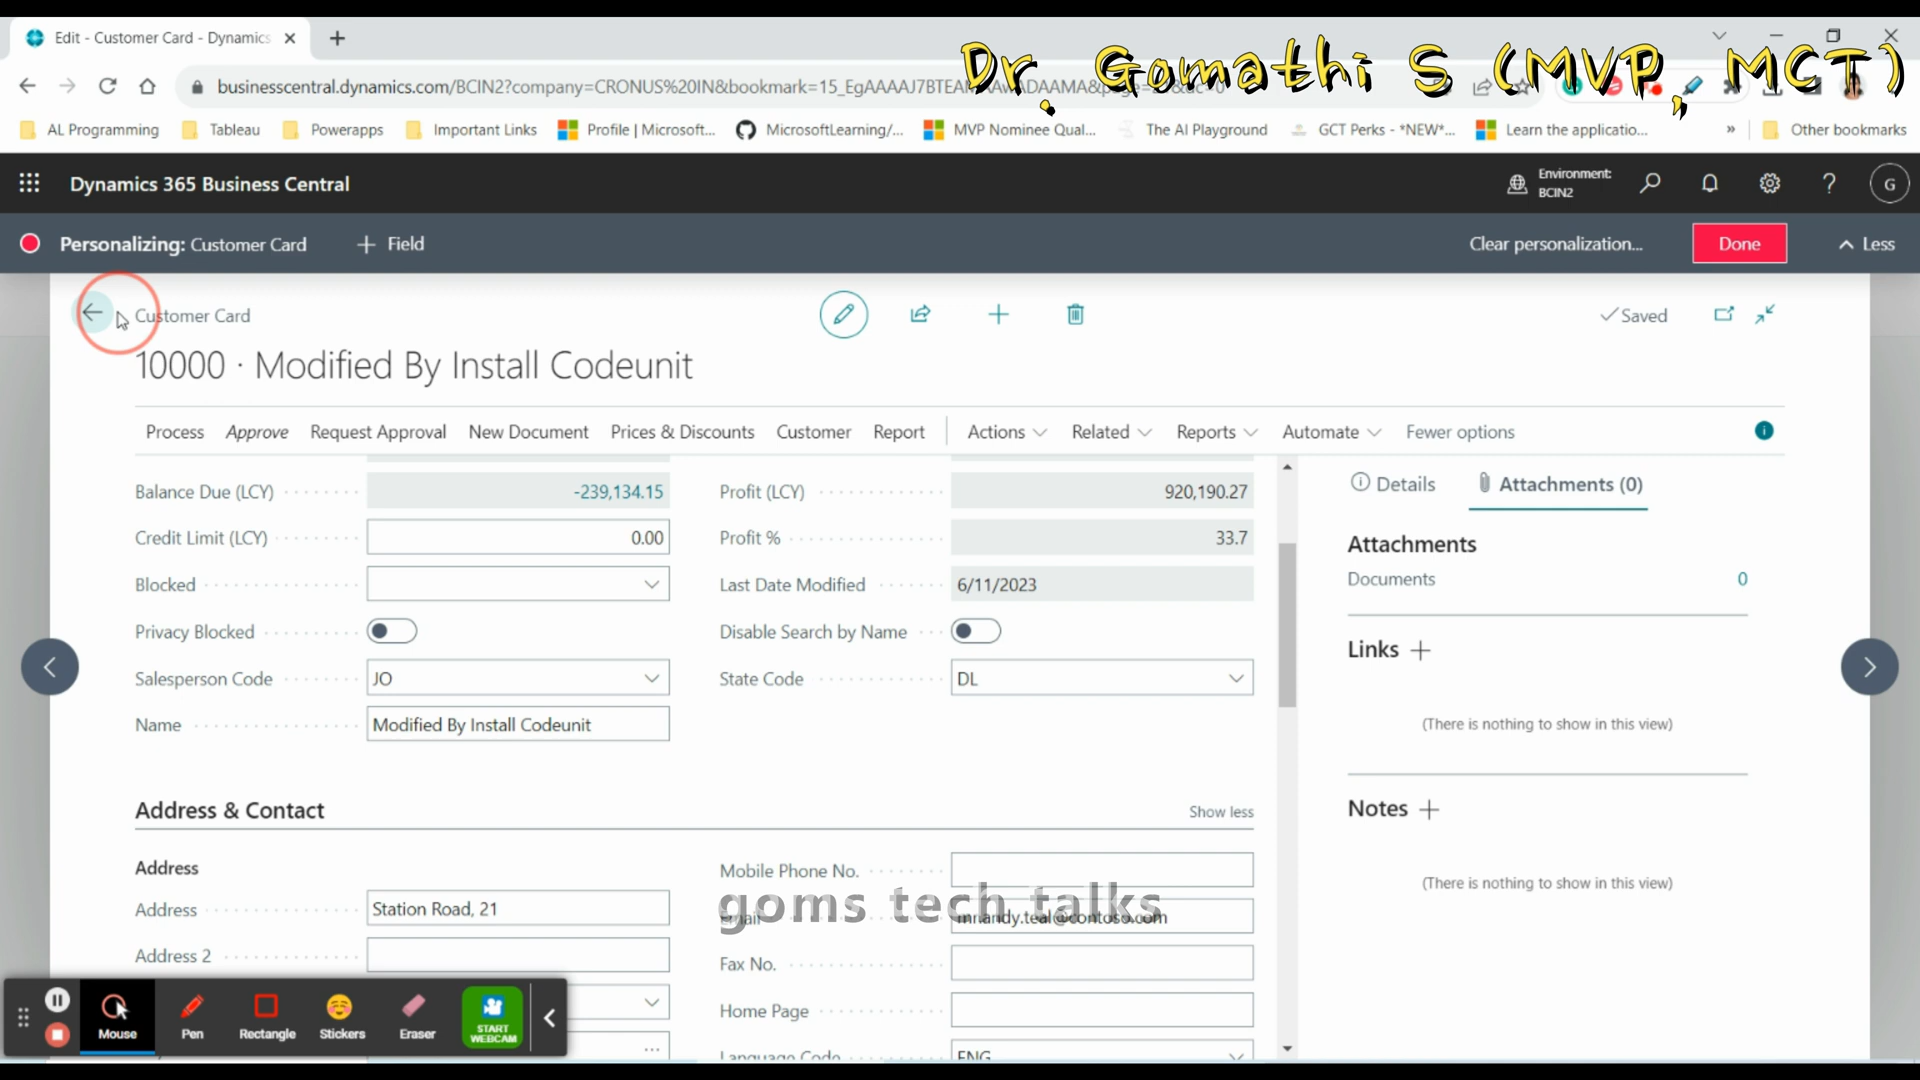 Edit - Customer Card - Dynamics
Dr. Gomathi S (MVP, MCT)
businesscentral.dynamics.com/BCIN2?company=CRONUS%20IN&bookmark=15_EgAAAAJ7BTEA
AL Programming
Tableau
Powerapps
Important Links
Profile | Microsoft...
MicrosoftLearning/...
MVP Nominee Qual...
The AI Playground
GCT Perks - *NEW*...
Learn the applicatio...
»
Other bookmarks
Dynamics 365 Business Central
Environment:
BCIN2
?
G
Personalizing: Customer Card
+ Field
Clear personalization...
Done
Less
Customer Card
Saved
10000 · Modified By Install Codeunit
Process
Approve
Request Approval
New Document
Prices & Discounts
Customer
Report
Actions
Related
Reports
Automate
Fewer options
Balance Due (LCY)
-239,134.15
Profit (LCY)
920,190.27
Credit Limit (LCY)
0.00
Profit %
33.7
Blocked
Last Date Modified
6/11/2023
Privacy Blocked
Disable Search by Name
Salesperson Code
JO
State Code
DL
Name
Modified By Install Codeunit
Details
Attachments (0)
Attachments
Documents
0
Links
(There is nothing to show in this view)
Notes
(There is nothing to show in this view)
Address & Contact
Show less
Address
Address
Station Road, 21
Address 2
Mobile Phone No.
goms tech talks
Email
mr.andy.teal@contoso.com
Fax No.
Home Page
Language Code
ENG
Mouse
Pen
Rectangle
Stickers
Eraser
START
WEBCAM